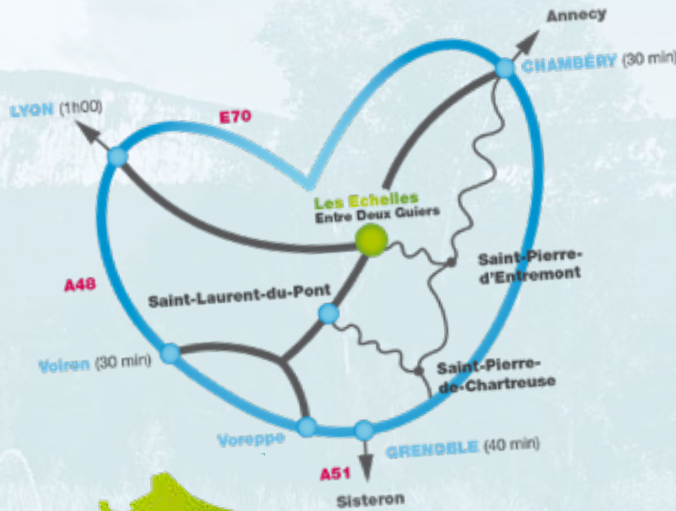 Annecy
CHAMBÉRY (30 min)
LYON (1h00)
E70
Les Echelles
Entre Deux Guiers
Saint-Pierre-
d'Entremont
A48
Saint-Laurent-du-Pont
Voiron (30 min)
Saint-Pierre-
de-Chartreuse
Voreppe
GRENOBLE (40 min)
A51
Sisteron